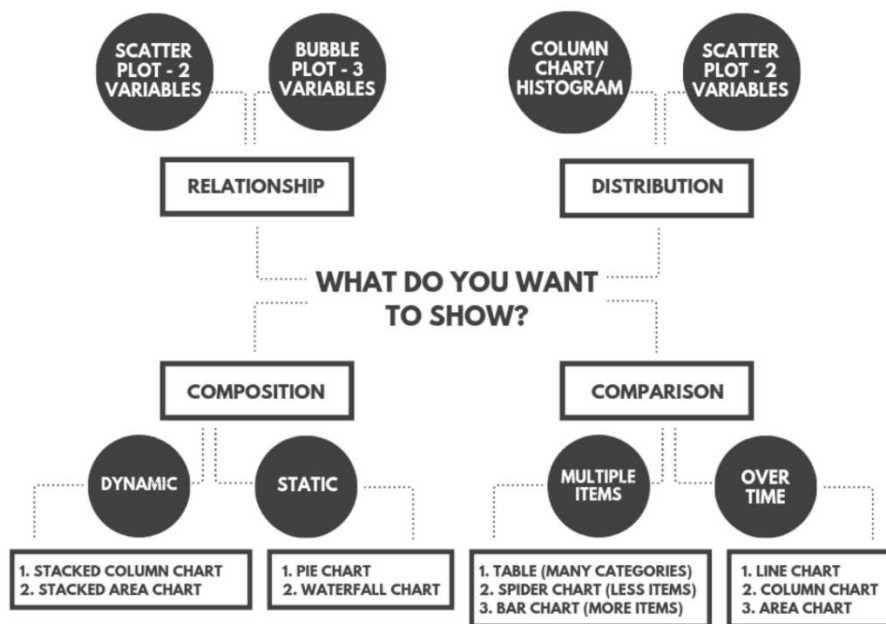 SCATTER
PLOT - 2
VARIABLES
BUBBLE
PLOT - 3
VARIABLES
COLUMN
CHART/
HISTOGRAM
SCATTER
PLOT - 2
VARIABLES
RELATIONSHIP
DISTRIBUTION
WHAT DO YOU WANT
TO SHOW?
COMPOSITION
COMPARISON
DYNAMIC
STATIC
MULTIPLE
ITEMS
OVER
TIME
1. STACKED COLUMN CHART
2. STACKED AREA CHART
1. PIE CHART
2. WATERFALL CHART
1. TABLE (MANY CATEGORIES)
2. SPIDER CHART (LESS ITEMS)
3. BAR CHART (MORE ITEMS)
1. LINE CHART
2. COLUMN CHART
3. AREA CHART